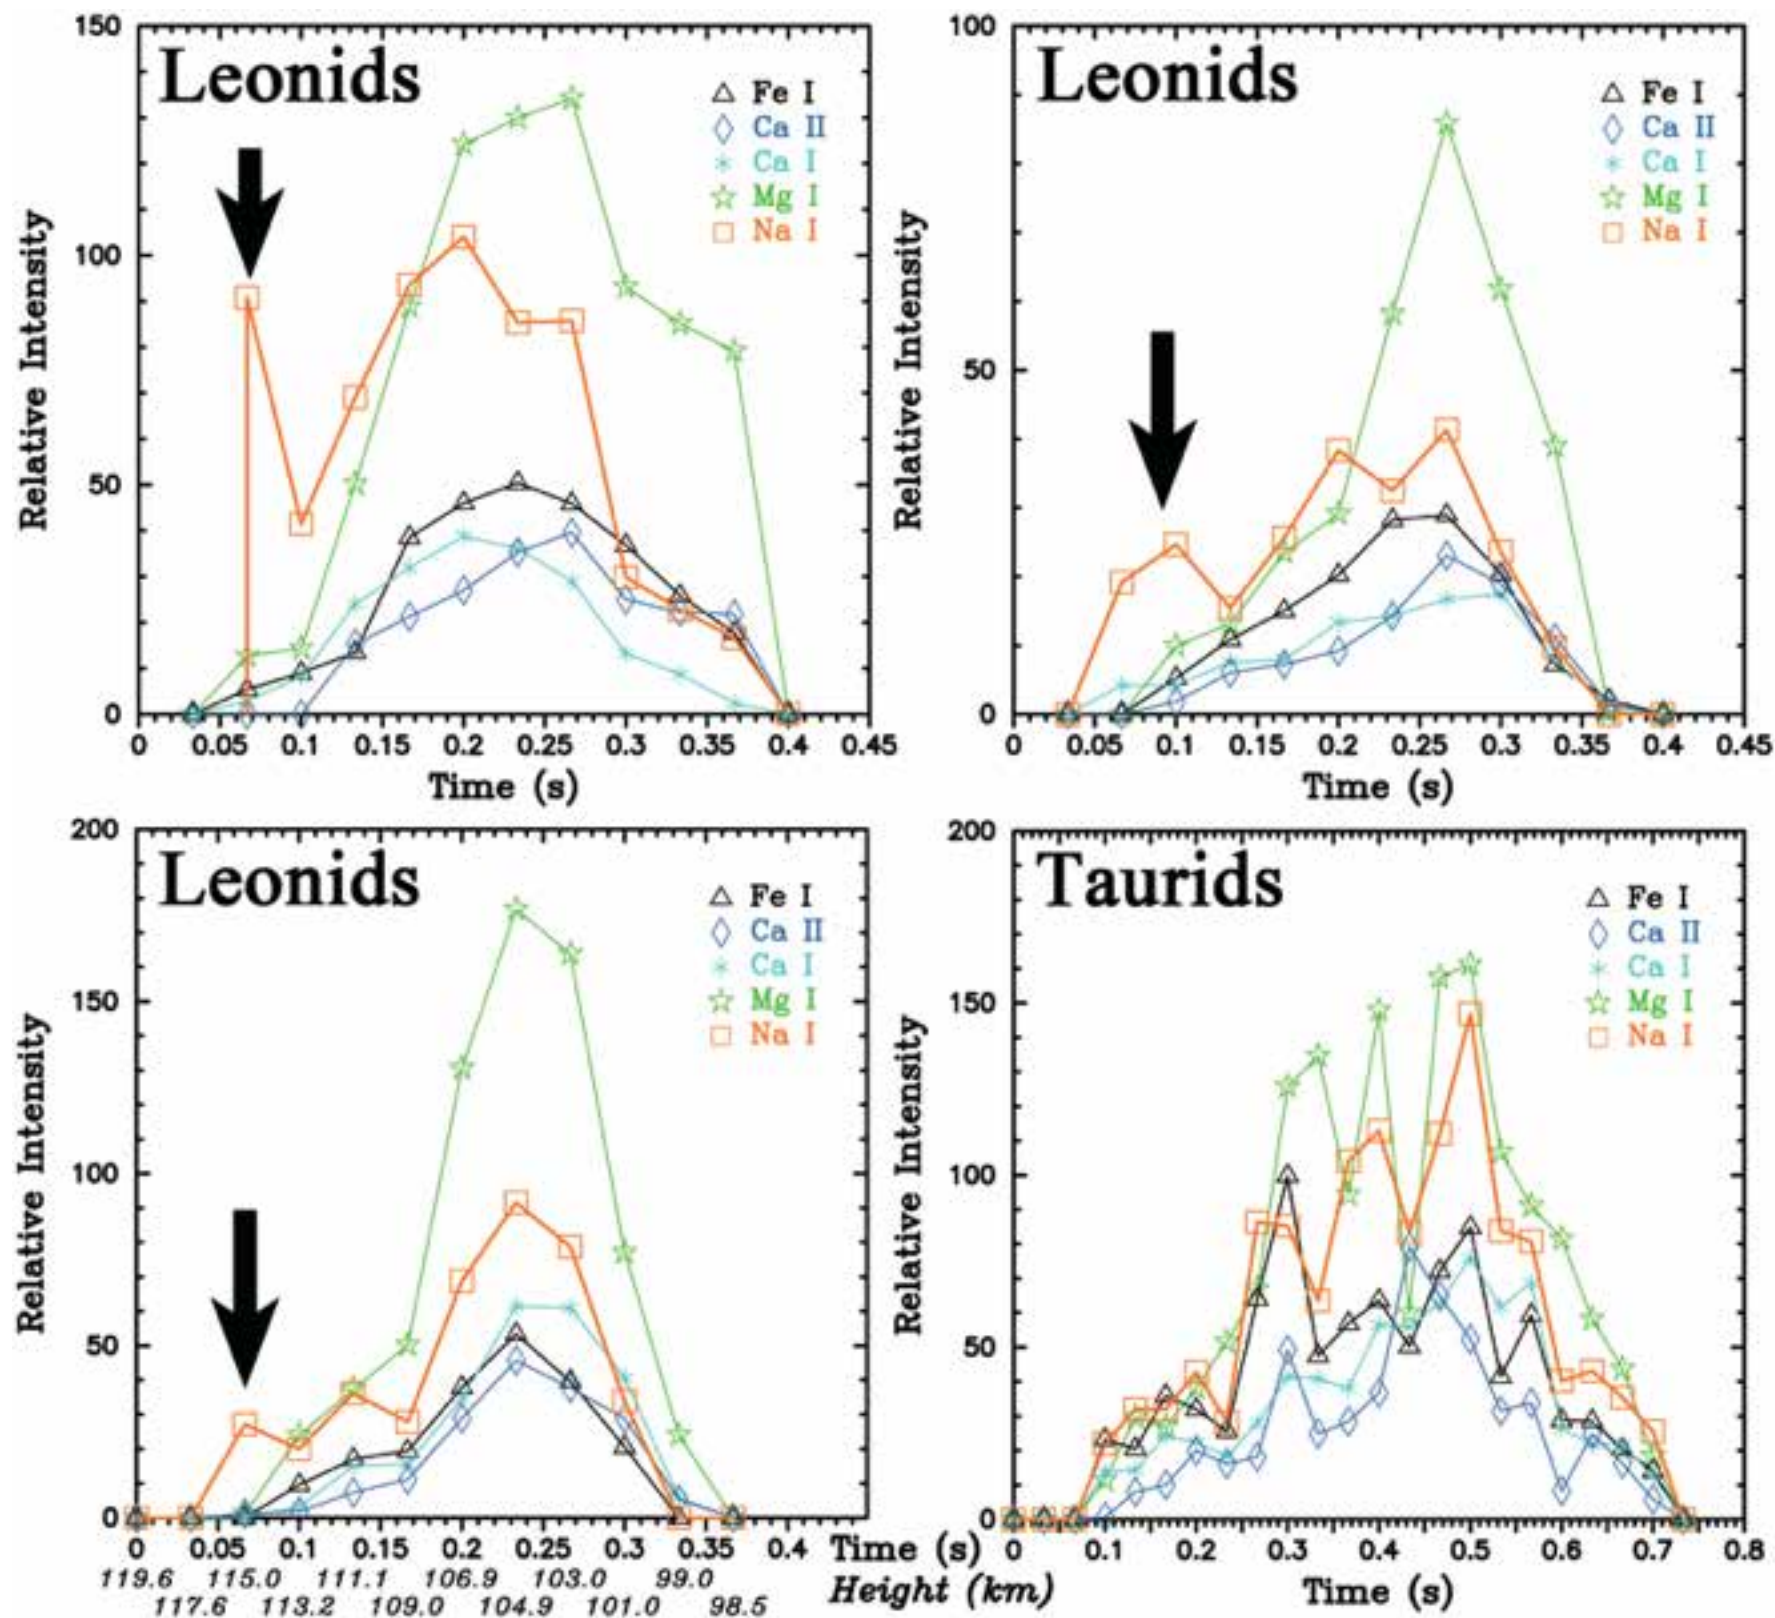 150
Leonids
Fe I
Ca II
Ca I
Mg I
Na I
100
50
0
Relative Intensity
0 0.05 0.1 0.15 0.2 0.25 0.3 0.35 0.4 0.45
Time (s)
100
Leonids
Fe I
Ca II
Ca I
Mg I
Na I
50
0
Relative Intensity
0 0.05 0.1 0.15 0.2 0.25 0.3 0.35 0.4 0.45
Time (s)
200
Leonids
Fe I
Ca II
Ca I
Mg I
Na I
150
100
50
0
Relative Intensity
0 0.05 0.1 0.15 0.2 0.25 0.3 0.35 0.4 Time (s)
119.6 115.0 111.1 106.9 103.0 99.0 Height (km)
117.6 113.2 109.0 104.9 101.0 98.5
200
Taurids
Fe I
Ca II
Ca I
Mg I
Na I
150
100
50
0
Relative Intensity
0 0.1 0.2 0.3 0.4 0.5 0.6 0.7 0.8
Time (s)